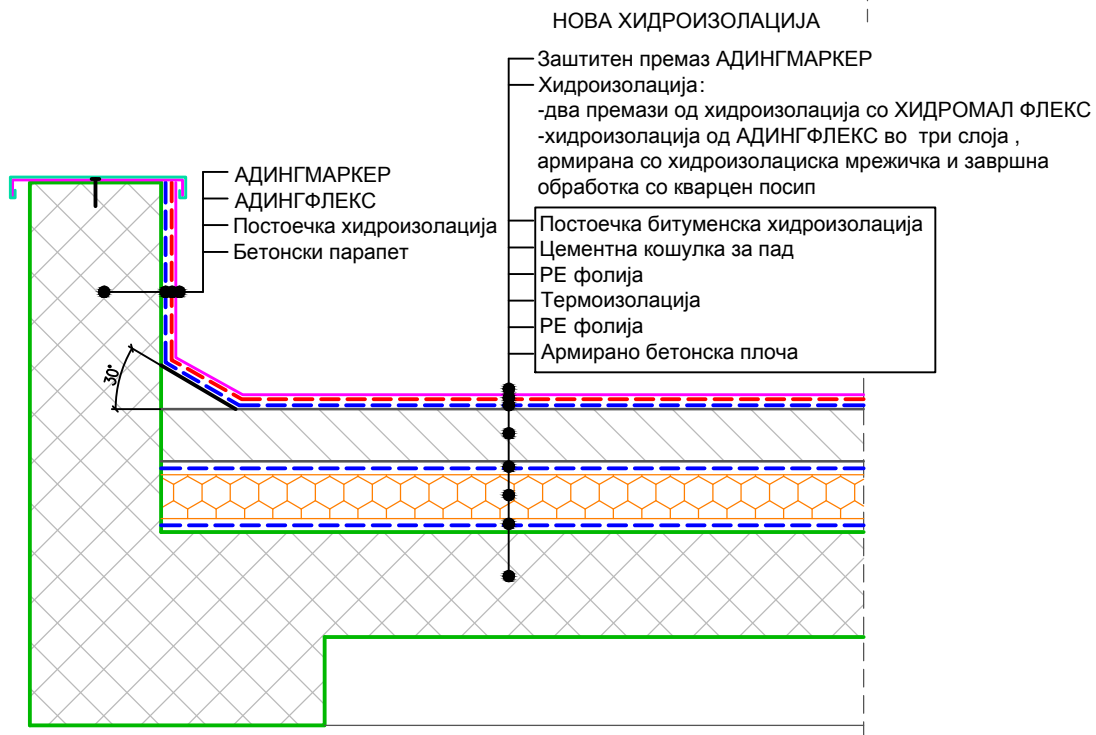 НОВА ХИДРОИЗОЛАЦИЈА
Заштитен премаз АДИНГМАРКЕР
Хидроизолација:
-два премази од хидроизолација со ХИДРОМАЛ ФЛЕКС
-хидроизолација од АДИНГФЛЕКС во три слоја ,
армирана со хидроизолациска мрежичка и завршна
обработка со кварцен посип
АДИНГМАРКЕР
АДИНГФЛЕКС
Постоечка хидроизолација
Бетонски парапет
Постоечка битуменска хидроизолација
Цементна кошулка за пад
РЕ фолија
Термоизолација
РЕ фолија
Армирано бетонска плоча
30°